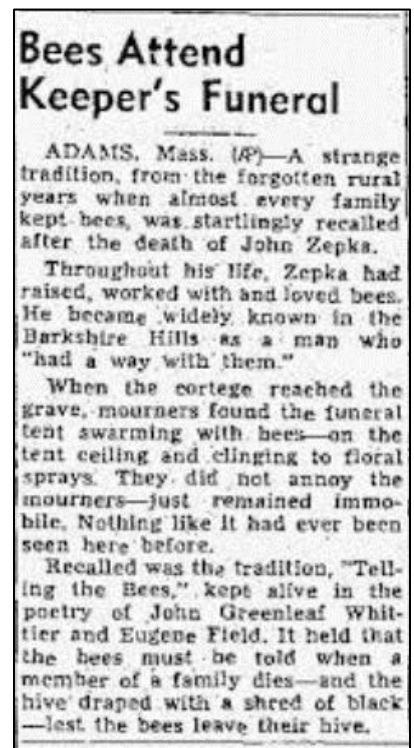 Bees Attend
Keeper's Funeral
ADAMS, Mass. (AP)—A strange
tradition, from the forgotten rural
years when almost every family
kept bees, was startlingly recalled
after the death of John Zepka.
Throughout his life, Zepka had
raised, worked with and loved bees.
He became widely known in the
Barkshire Hills as a man who
"had a way with them."
When the cortege reached the
grave, mourners found the funeral
tent swarming with bees—on the
tent ceiling and clinging to floral
sprays. They did not annoy the
mourners—just remained immo-
bile. Nothing like it had ever been
seen here before.
Recalled was the tradition, "Tell-
ing the Bees," kept alive in the
poetry of John Greenleaf Whit-
tier and Eugene Field. It held that
the bees must be told when a
member of a family dies—and the
hive draped with a shred of black
—lest the bees leave their hive.